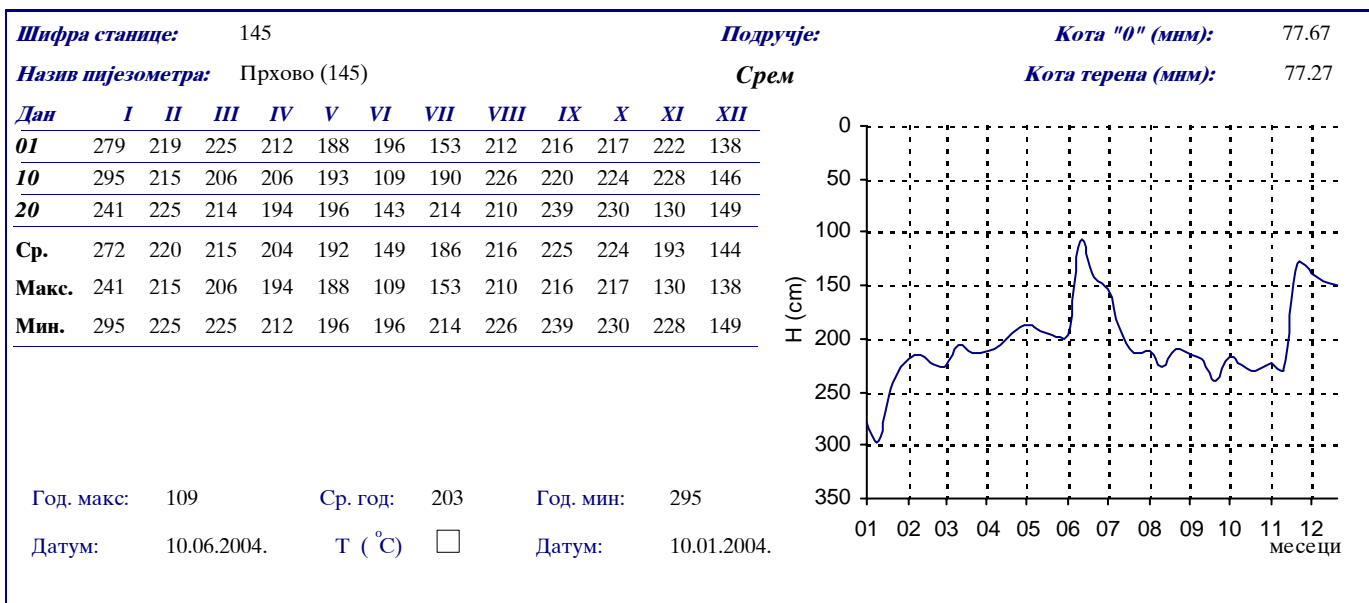 Шифра станице: 145 Подручје: Кота "0" (мнм): 77.67
Назив пијезометра: Прхово (145) Срем Кота терена (мнм): 77.27
Дан I II III IV V VI VII VIII IX X XI XII
01 279 219 225 212 188 196 153 212 216 217 222 138
10 295 215 206 206 193 109 190 226 220 224 228 146
20 241 225 214 194 196 143 214 210 239 230 130 149
Ср. 272 220 215 204 192 149 186 216 225 224 193 144
Макс. 241 215 206 194 188 109 153 210 216 217 130 138
Мин. 295 225 225 212 196 196 214 226 239 230 228 149
Год. макс: 109 Ср. год: 203 Год. мин: 295
Датум: 10.06.2004. T ( °C) Датум: 10.01.2004.
0
50
100
150
200
250
300
350
H (cm)
01 02 03 04 05 06 07 08 09 10 11 12
месеци